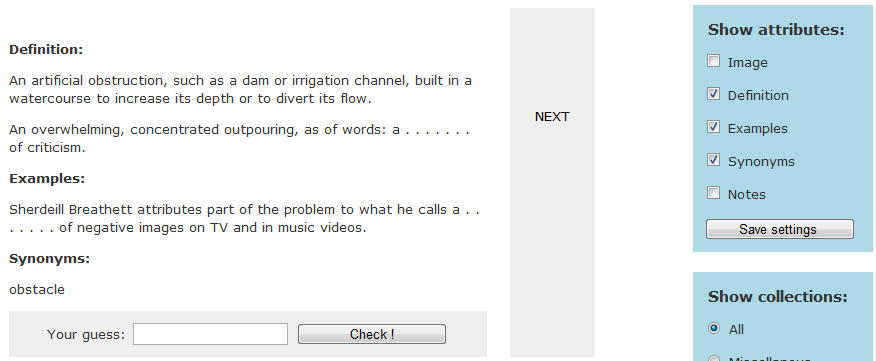 Definition:
An artificial obstruction, such as a dam or irrigation channel, built in a
watercourse to increase its depth or to divert its flow.
An overwhelming, concentrated outpouring, as of words: a . . . . . . .
of criticism.
Examples:
Sherdeill Breathett attributes part of the problem to what he calls a . .
. . . . . of negative images on TV and in music videos.
Synonyms:
obstacle
Your guess:
Check !
NEXT
Show attributes:
Image
Definition
Examples
Synonyms
Notes
Save settings
Show collections:
All